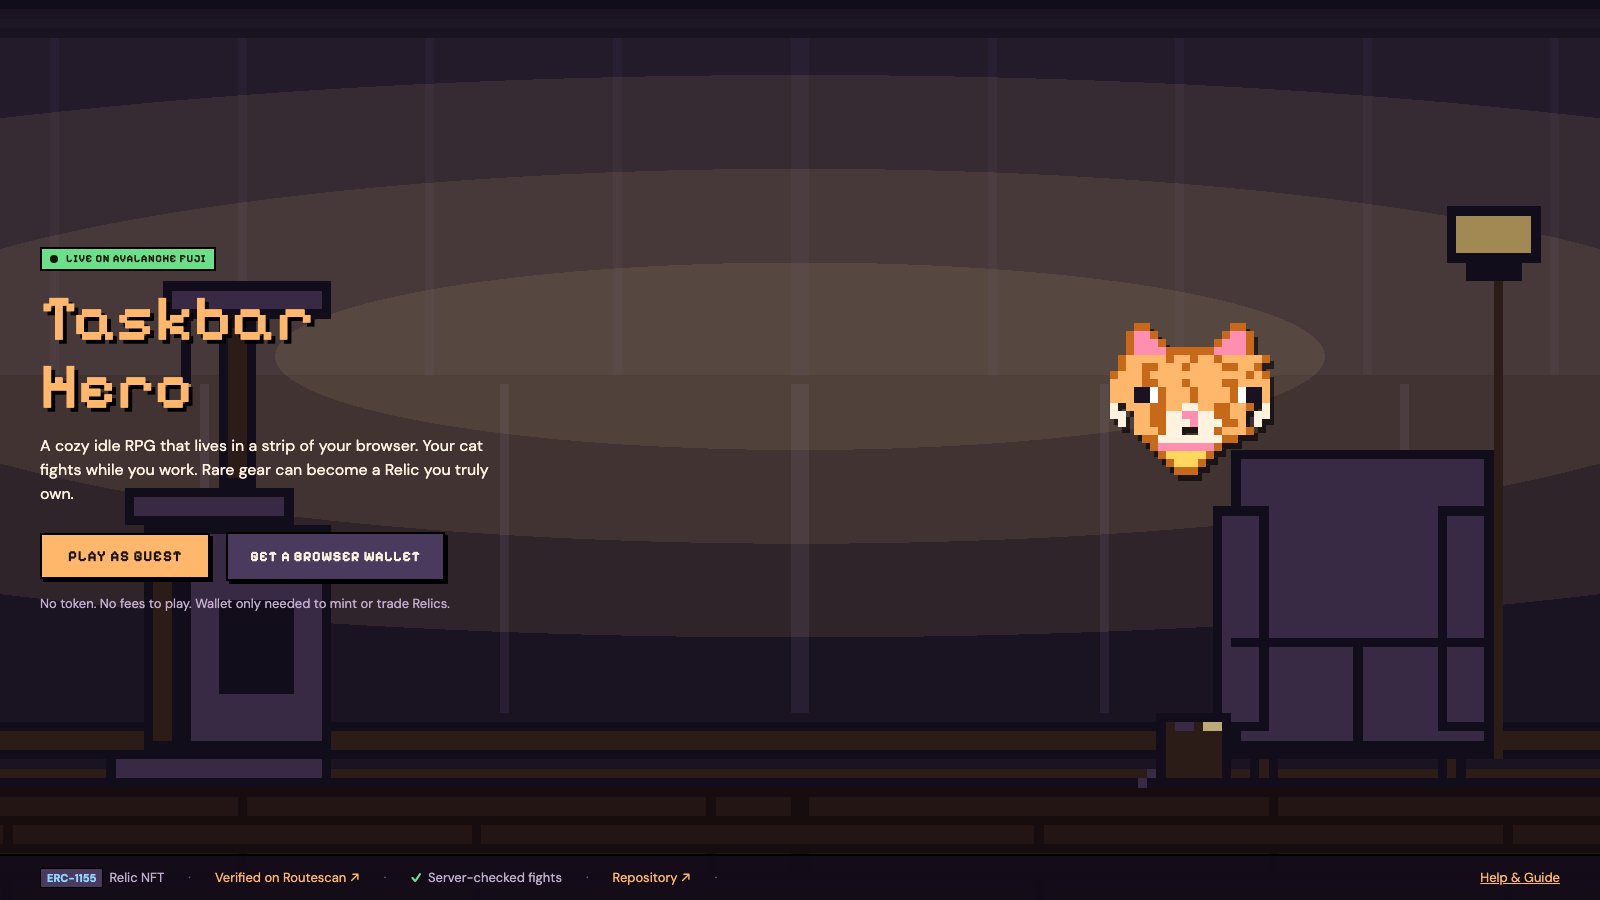 LIVE ON AVALANCHE FUJI
Taskbar
Hero
A cozy idle RPG that lives in a strip of your browser. Your cat
fights while you work. Rare gear can become a Relic you truly
own.
PLAY AS GUEST
GET A BROWSER WALLET
No token. No fees to play. Wallet only needed to mint or trade Relics.
ERC-1155 Relic NFT · Verified on Routescan ↗ · ✓ Server-checked fights · Repository ↗ · Help & Guide